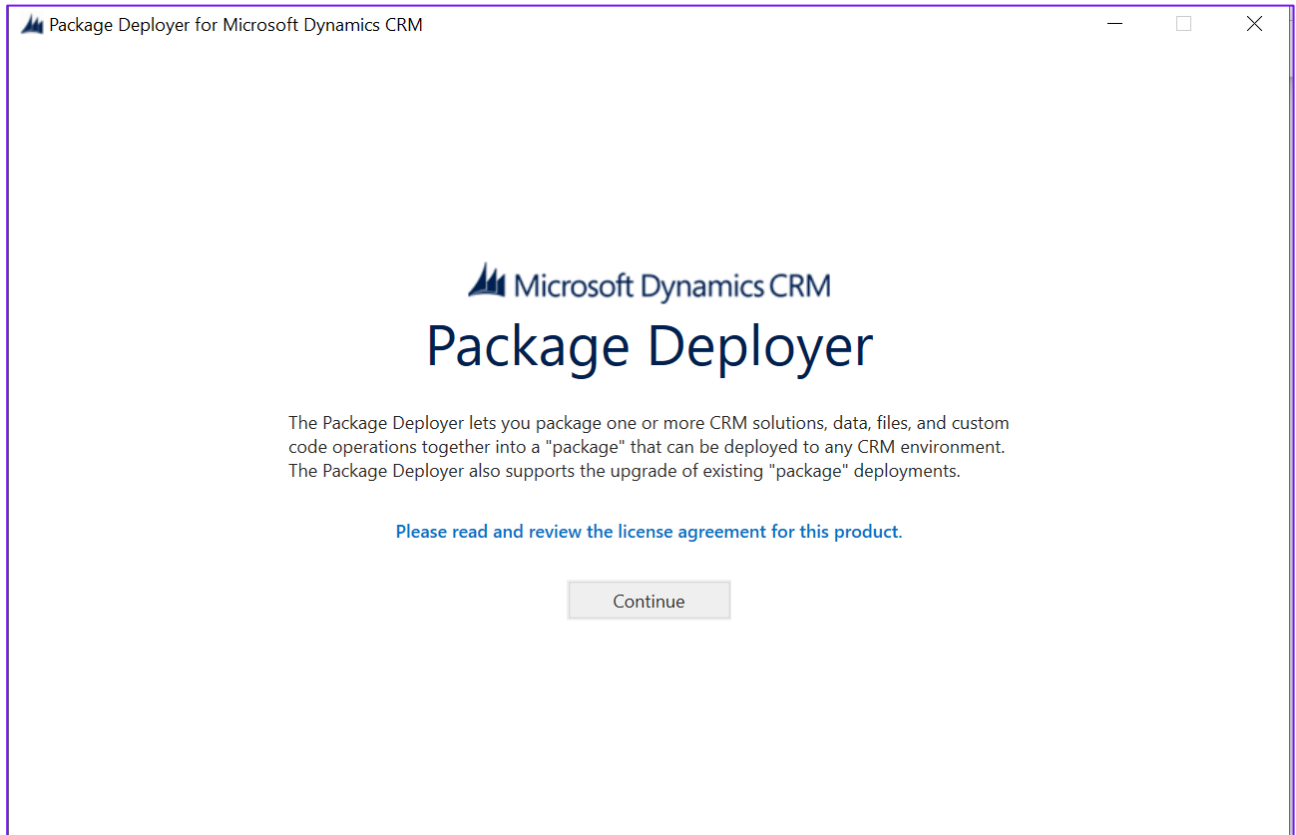 Package Deployer for Microsoft Dynamics CRM
Microsoft Dynamics CRM
Package Deployer
The Package Deployer lets you package one or more CRM solutions, data, files, and custom
code operations together into a "package" that can be deployed to any CRM environment.
The Package Deployer also supports the upgrade of existing "package" deployments.
Please read and review the license agreement for this product.
Continue